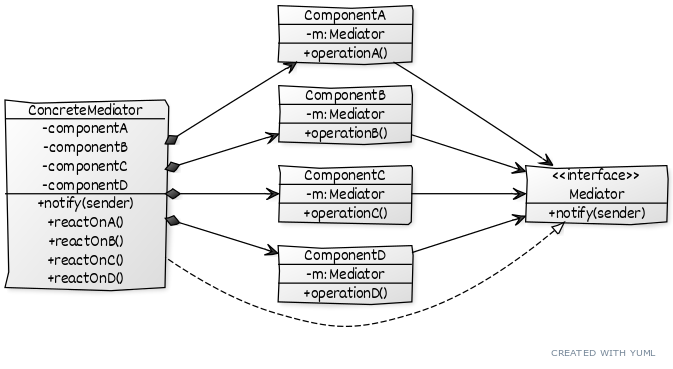 ConcreteMediator
-componentA
-componentB
-componentC
-componentD
+notify(sender)
+reactOnA()
+reactOnB()
+reactOnC()
+reactOnD()
ComponentA
-m: Mediator
+operationA()
ComponentB
-m: Mediator
+operationB()
ComponentC
-m: Mediator
+operationC()
ComponentD
-m: Mediator
+operationD()
<<interface>>
Mediator
+notify(sender)
CREATED WITH YUML